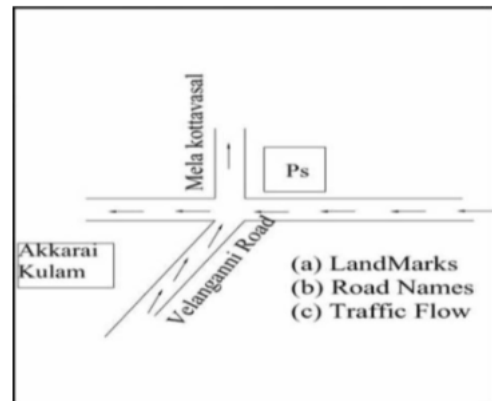 Mela kottavasal
Ps
Akkarai
Kulam
Velanganni Road
(a) LandMarks
(b) Road Names
(c) Traffic Flow